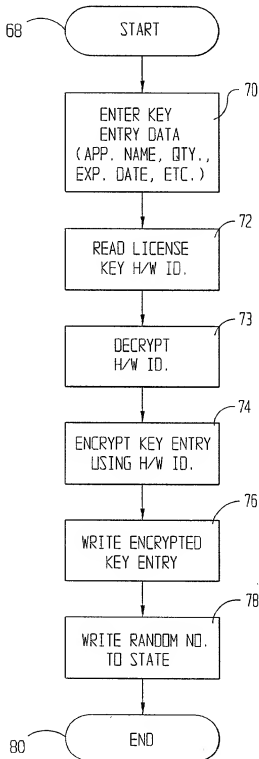 68
START
70
ENTER KEY
ENTRY DATA
(APP. NAME, QTY.,
EXP. DATE, ETC.)
72
READ LICENSE
KEY H/W ID.
73
DECRYPT
H/W ID.
74
ENCRYPT KEY ENTRY
USING H/W ID.
76
WRITE ENCRYPTED
KEY ENTRY
78
WRITE RANDOM NO.
TO STATE
80
END